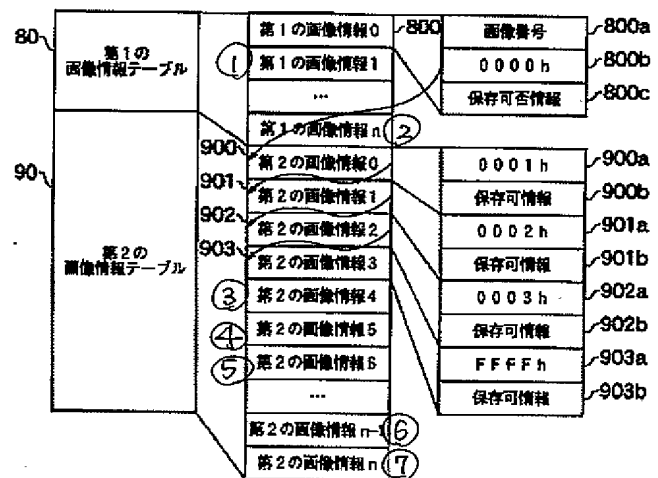 80
第1の
画像情報テーブル
90
第2の
画像情報テーブル
第1の画像情報0
800
① 第1の画像情報1
…
第1の画像情報n ②
900
第2の画像情報0
901
第2の画像情報1
902
第2の画像情報2
903
第2の画像情報3
③ 第2の画像情報4
④ 第2の画像情報5
⑤ 第2の画像情報6
…
第2の画像情報n-1 ⑥
第2の画像情報n ⑦
画像番号 800a
0000h 800b
保存可否情報 800c
0001h 900a
保存可情報 900b
0002h 901a
保存可情報 901b
0003h 902a
保存可情報 902b
FFFFh 903a
保存可情報 903b